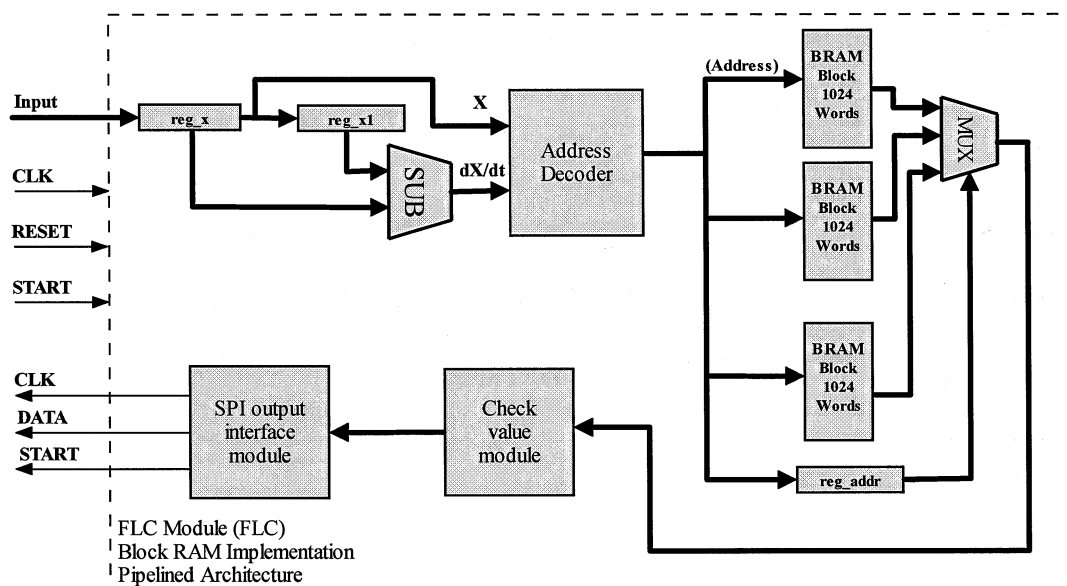 Input
CLK
RESET
START
reg_x
reg_x1
SUB
X
dX/dt
Address
Decoder
(Address)
BRAM
Block
1024
Words
BRAM
Block
1024
Words
BRAM
Block
1024
Words
MUX
reg_addr
CLK
DATA
START
SPI output
interface
module
Check
value
module
FLC Module (FLC)
Block RAM Implementation
Pipelined Architecture